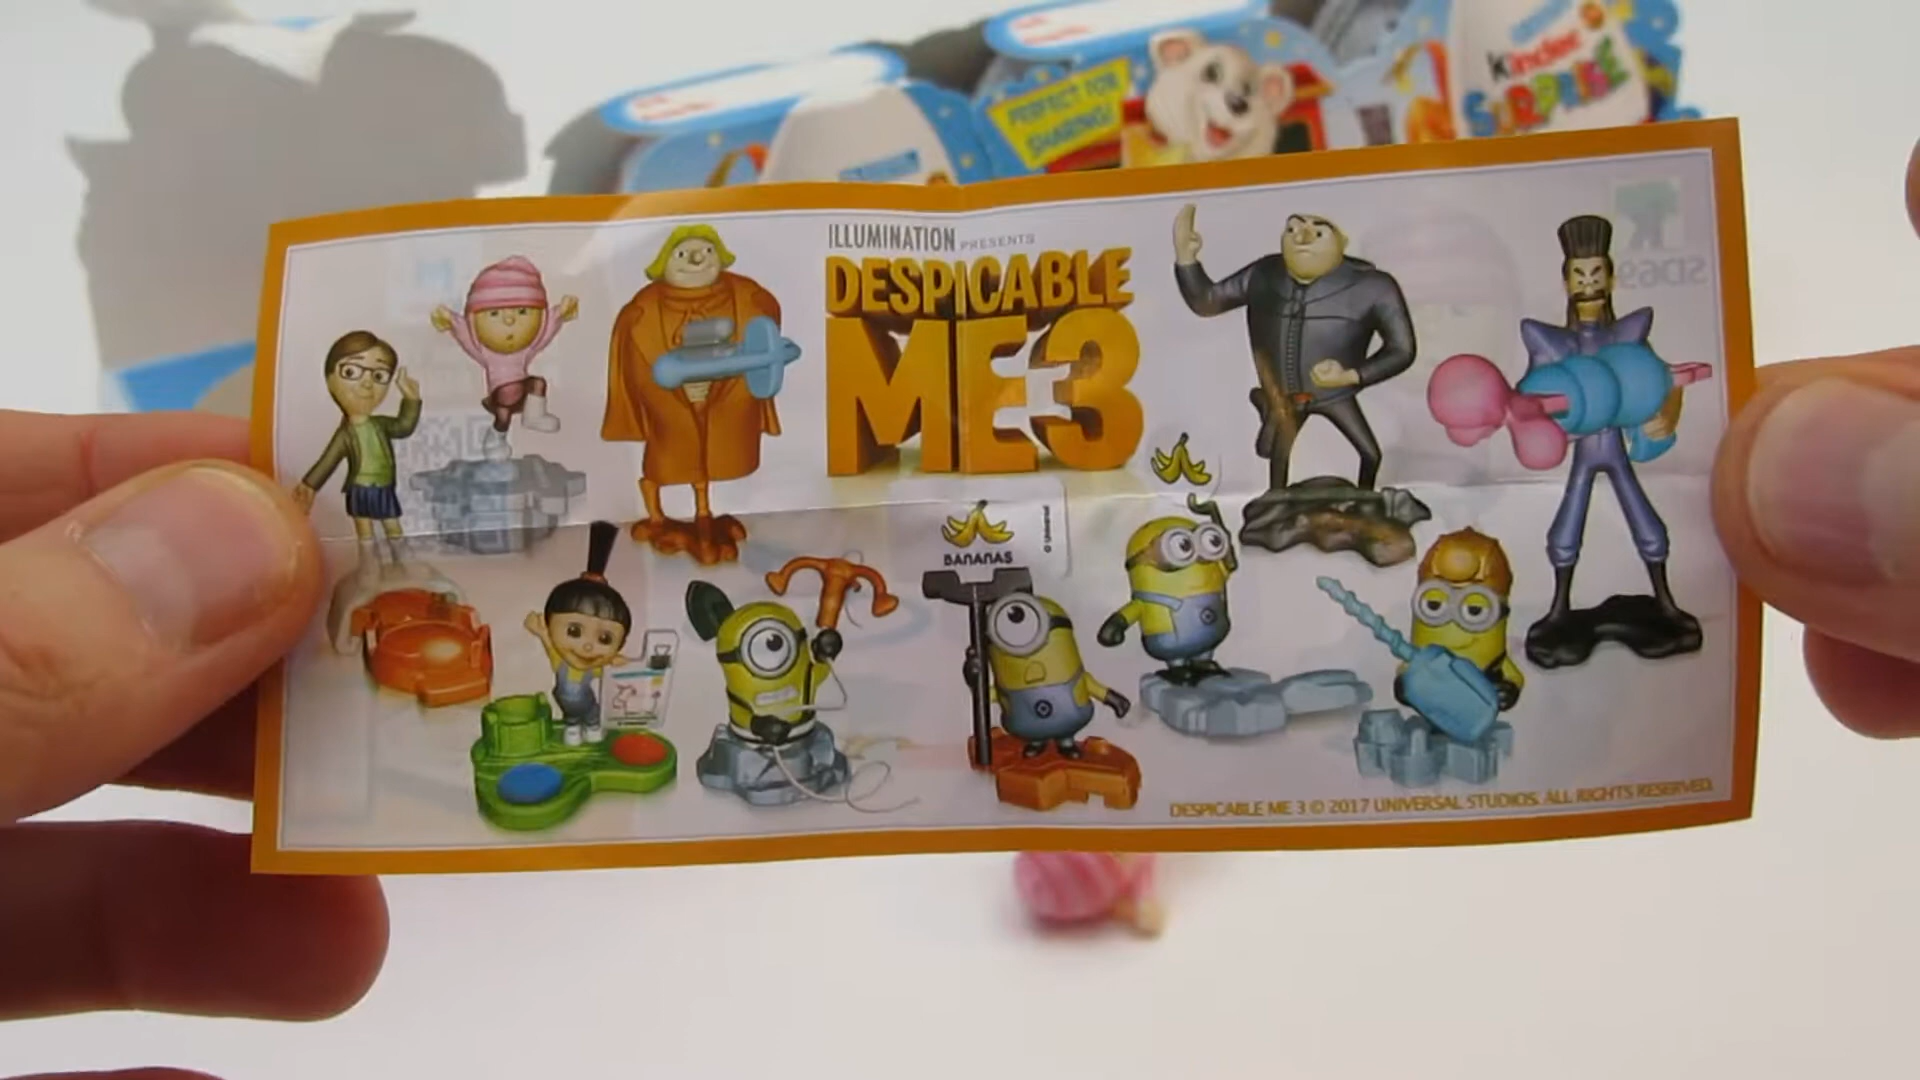 kinder
SURPRISE
PERFECT FOR
SHARING!
ILLUMINATION PRESENTS
DESPICABLE
ME3
BANANAS
DESPICABLE ME 3 © 2017 UNIVERSAL STUDIOS. ALL RIGHTS RESERVED.